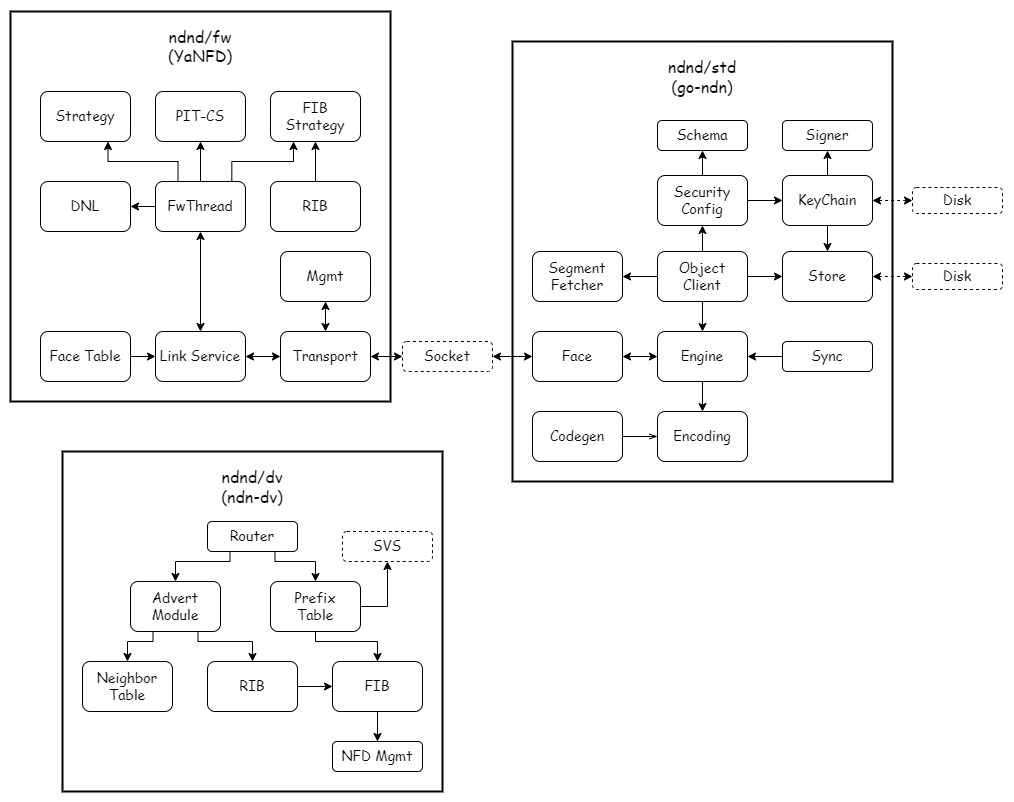 ndnd/fw
(YaNFD)
Strategy
PIT-CS
FIB
Strategy
DNL
FwThread
RIB
Mgmt
Face Table
Link Service
Transport
Socket
ndnd/std
(go-ndn)
Schema
Signer
Security
Config
KeyChain
Disk
Segment
Fetcher
Object
Client
Store
Disk
Face
Engine
Sync
Codegen
Encoding
ndnd/dv
(ndn-dv)
Router
SVS
Advert
Module
Prefix
Table
Neighbor
Table
RIB
FIB
NFD Mgmt